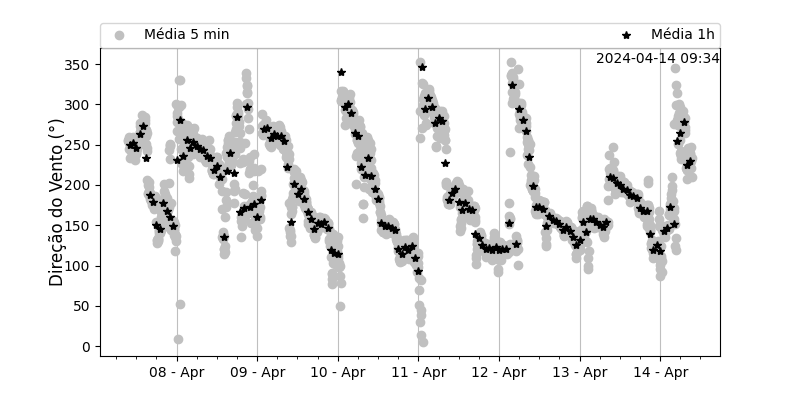 Média 5 min
Média 1h
2024-04-14 09:34
Direção do Vento (°)
350
300
250
200
150
100
50
0
08 - Apr
09 - Apr
10 - Apr
11 - Apr
12 - Apr
13 - Apr
14 - Apr